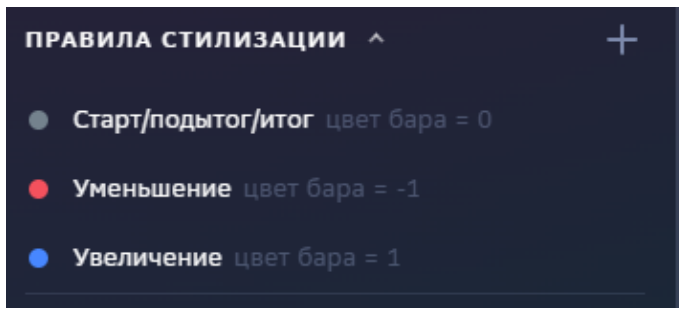 ПРАВИЛА СТИЛИЗАЦИИ
Старт/подытог/итог цвет бара = 0
Уменьшение цвет бара = -1
Увеличение цвет бара = 1